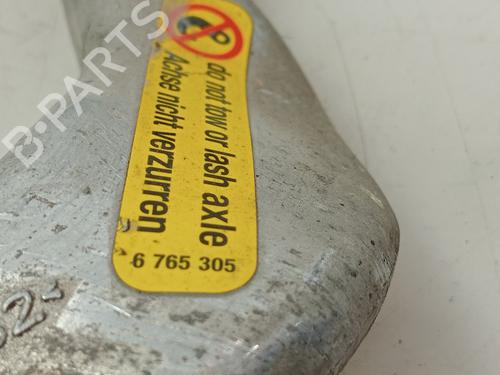 B-PARTS
do not tow or lash axle
Achse nicht verzurren
6 765 305